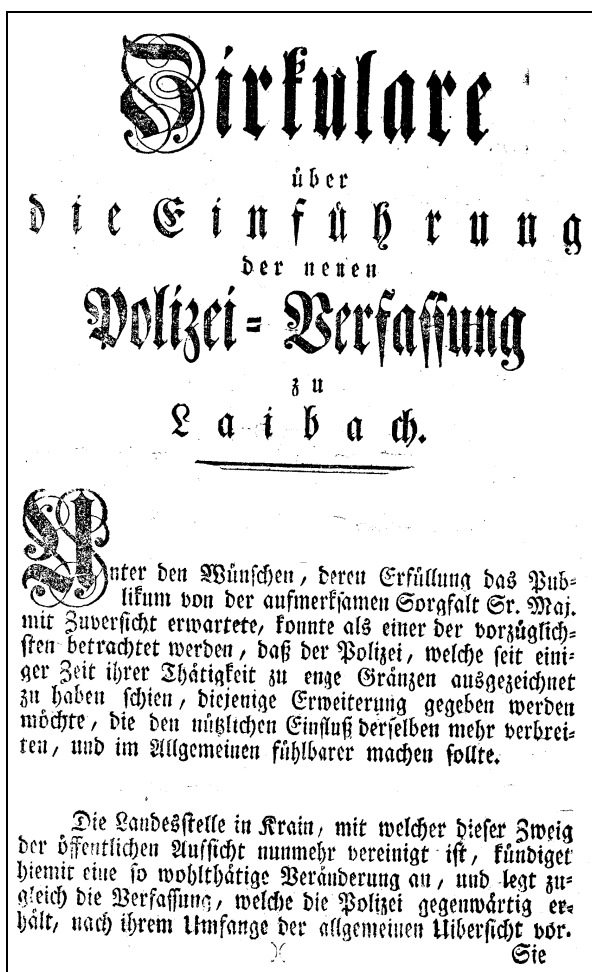 Zirkulare
über
die Einführung
der neuen
Polizei-Verfassung
zu
Laibach.
Unter den Wünschen, deren Erfüllung das Pub-
likum von der aufmerksamen Sorgfalt Sr. Maj.
mit Zuversicht erwartete, konnte als einer der vorzüglich-
sten betrachtet werden, daß der Polizei, welche seit eini-
ger Zeit ihrer Thätigkeit zu enge Gränzen ausgezeichnet
zu haben schien, diejenige Erweiterung gegeben werden
möchte, die den nützlichen Einfluß derselben mehr verbrei-
ten, und im Allgemeinen fühlbarer machen sollte.
Die Landesstelle in Krain, mit welcher dieser Zweig
der öffentlichen Aufsicht nunmehr vereinigt ist, kündiget
hiemit eine so wohlthätige Veränderung an, und legt zu-
gleich die Verfassung, welche die Polizei gegenwärtig er-
hält, nach ihrem Umfange der allgemeinen Uibersicht vor.
Sie